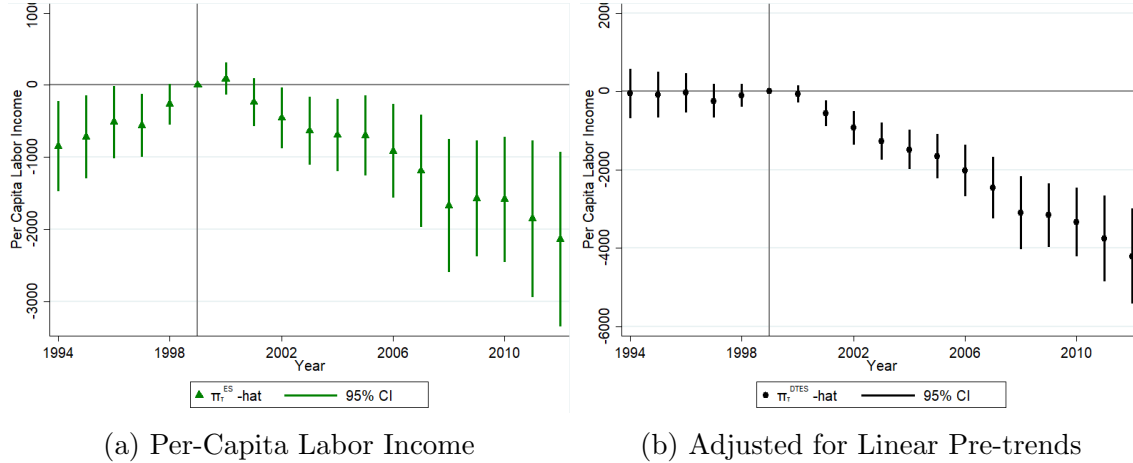 1000
0
-1000
-2000
-3000
Per Capita Labor Income
1994 1998 2002 2006 2010
Year
πτ^ES -hat 95% CI
(a) Per-Capita Labor Income
2000
0
-2000
-4000
-6000
Per Capita Labor Income
1994 1998 2002 2006 2010
Year
πτ^DTES -hat 95% CI
(b) Adjusted for Linear Pre-trends